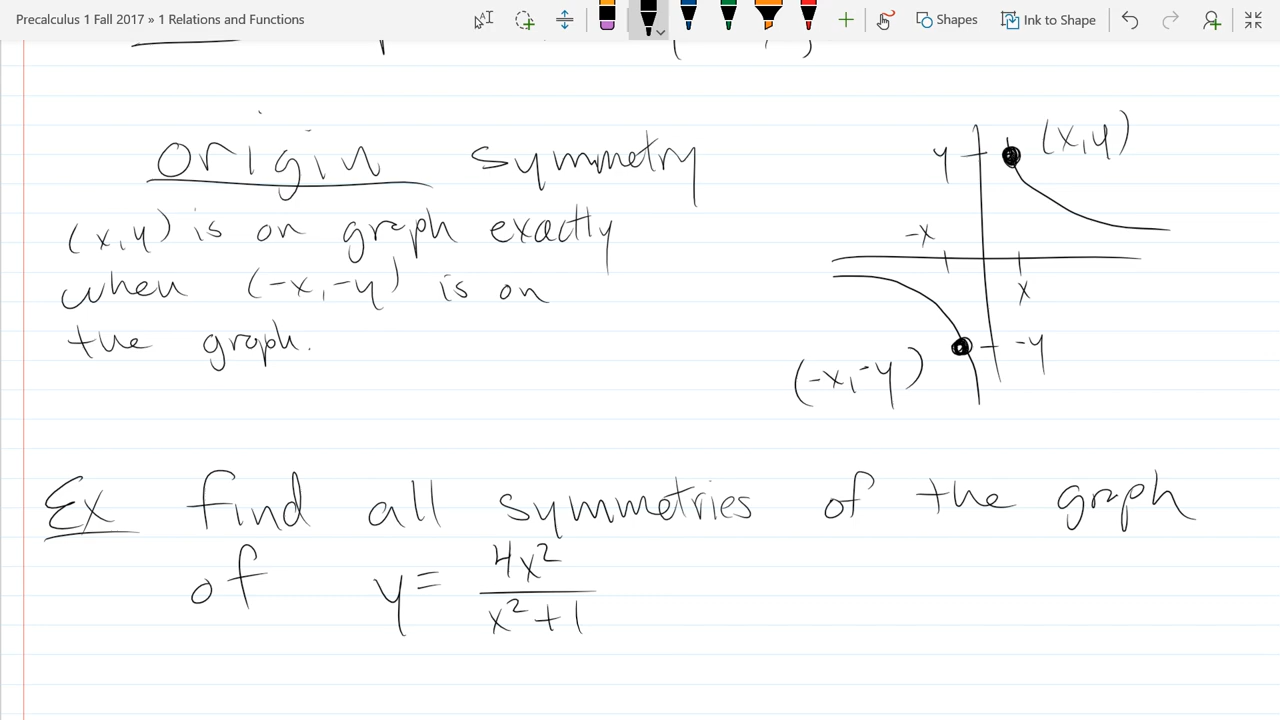 Precalculus 1 Fall 2017 » 1 Relations and Functions
Shapes
Ink to Shape
origin symmetry
(x,y) is on graph exactly
when (-x,-y) is on
the graph.
y
(x,y)
-x
x
-y
(-x,-y)
Ex find all symmetries of the graph
of y = 4x²/(x²+1)